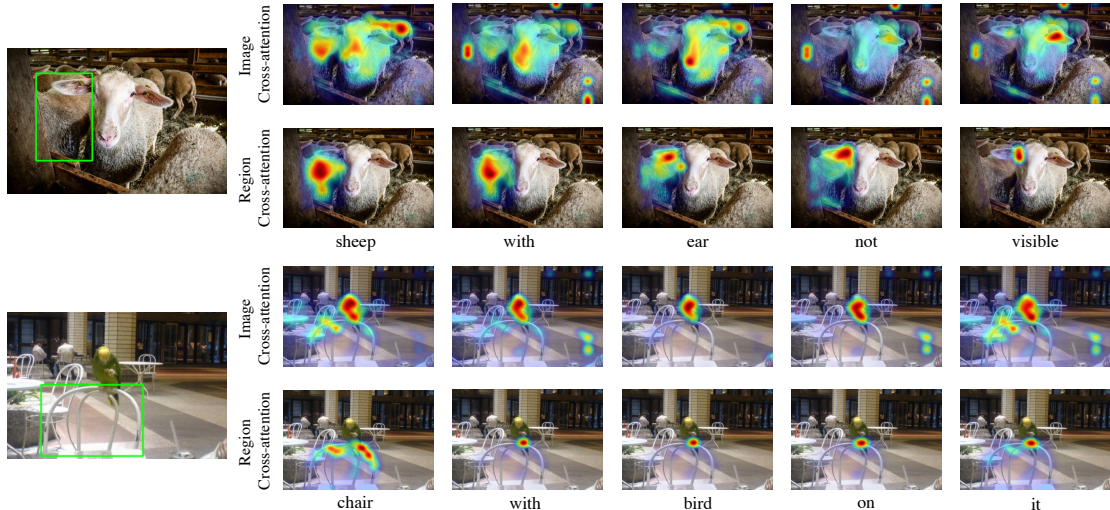 Image
Cross-attention
Region
Cross-attention
sheep with ear not visible
Image
Cross-attention
Region
Cross-attention
chair with bird on it